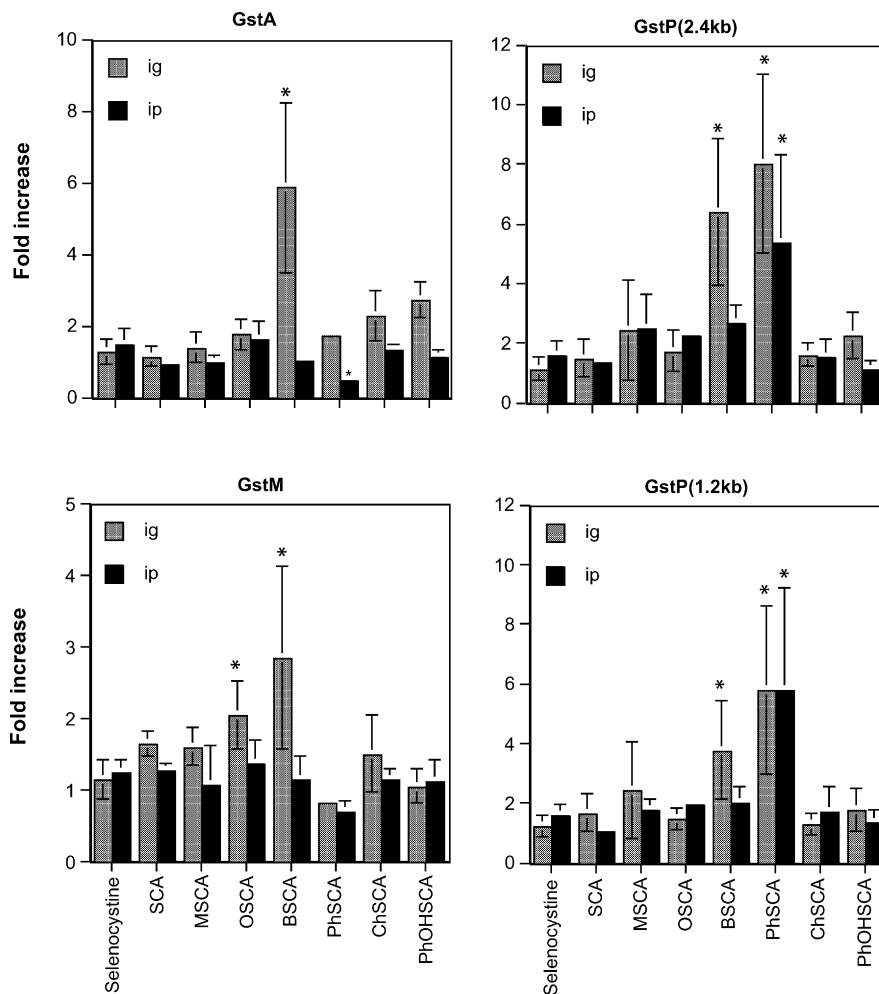 GstA
10
8
6
4
2
0
Fold increase
ig
ip
*
*
GstP(2.4kb)
12
10
8
6
4
2
0
ig
ip
*
*
*
GstM
5
4
3
2
1
0
Fold increase
ig
ip
*
*
Selenocystine
SCA
MSCA
OSCA
BSCA
PhSCA
ChSCA
PhOHSCA
GstP(1.2kb)
12
10
8
6
4
2
0
ig
ip
*
*
*
Selenocystine
SCA
MSCA
OSCA
BSCA
PhSCA
ChSCA
PhOHSCA